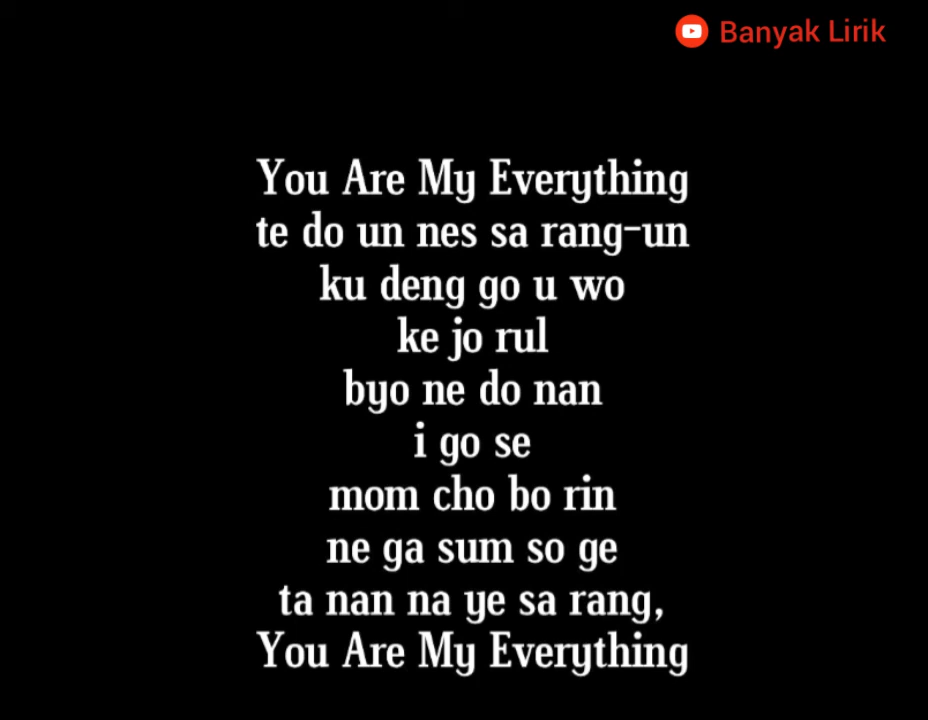 Banyak Lirik
You Are My Everything
te do un nes sa rang-un
ku deng go u wo
ke jo rul
byo ne do nan
i go se
mom cho bo rin
ne ga sum so ge
ta nan na ye sa rang,
You Are My Everything